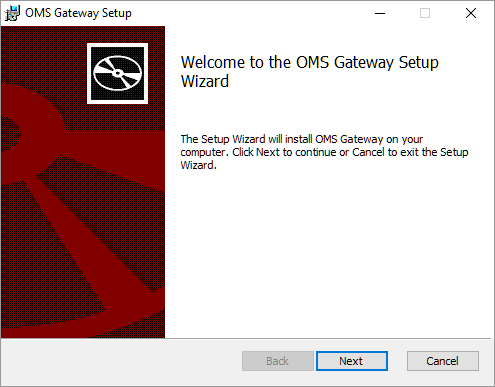 OMS Gateway Setup
Welcome to the OMS Gateway Setup
Wizard
The Setup Wizard will install OMS Gateway on your
computer. Click Next to continue or Cancel to exit the Setup
Wizard.
Back
Next
Cancel